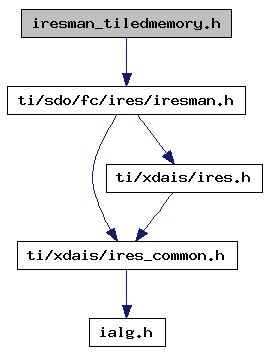 iresman_tiledmemory.h
ti/sdo/fc/ires/iresman.h
ti/xdais/ires.h
ti/xdais/ires_common.h
ialg.h